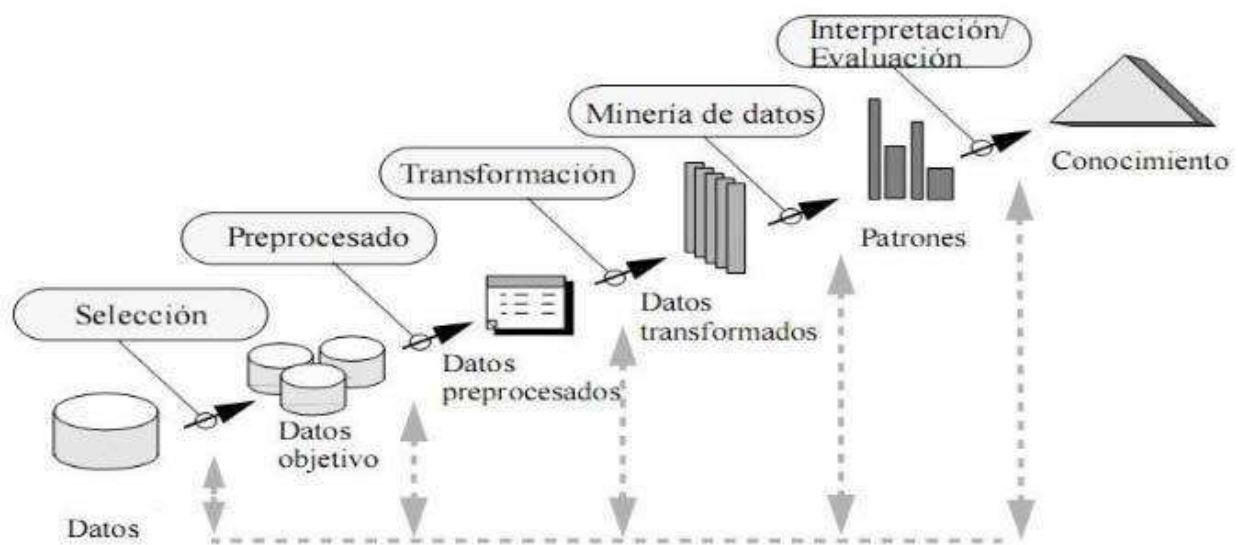 Interpretación/
Evaluación
Minería de datos
Transformación
Preprocesado
Selección
Conocimiento
Patrones
Datos
transformados
Datos
preprocesados
Datos
objetivo
Datos